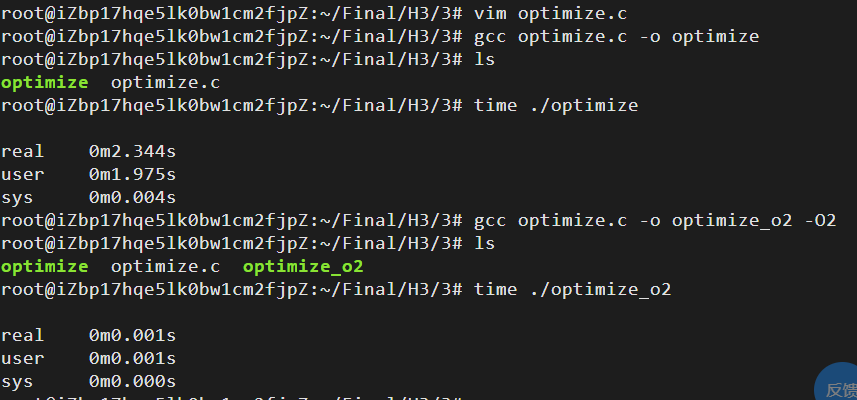 root@iZbp17hqe5lk0bw1cm2fjpZ:~/Final/H3/3# vim optimize.c
root@iZbp17hqe5lk0bw1cm2fjpZ:~/Final/H3/3# gcc optimize.c -o optimize
root@iZbp17hqe5lk0bw1cm2fjpZ:~/Final/H3/3# ls
optimize  optimize.c
root@iZbp17hqe5lk0bw1cm2fjpZ:~/Final/H3/3# time ./optimize

real    0m2.344s
user    0m1.975s
sys     0m0.004s
root@iZbp17hqe5lk0bw1cm2fjpZ:~/Final/H3/3# gcc optimize.c -o optimize_o2 -O2
root@iZbp17hqe5lk0bw1cm2fjpZ:~/Final/H3/3# ls
optimize  optimize.c  optimize_o2
root@iZbp17hqe5lk0bw1cm2fjpZ:~/Final/H3/3# time ./optimize_o2

real    0m0.001s
user    0m0.001s
sys     0m0.000s
反馈